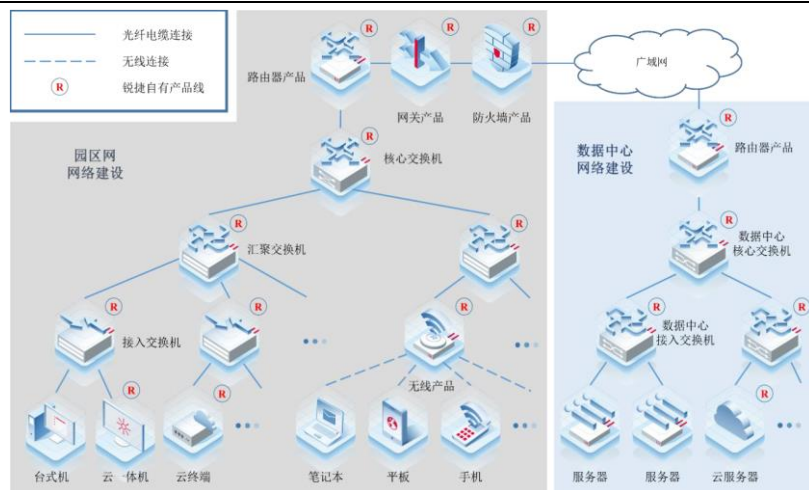 光纤电缆连接
无线连接
R
锐捷自有产品线
R
R
R
路由器产品
网关产品
防火墙产品
广域网
园区网
网络建设
R
核心交换机
数据中心
网络建设
R
路由器产品
R
汇聚交换机
R
R
数据中心
核心交换机
R
接入交换机
R
R
无线产品
R
数据中心
接入交换机
R
R
R
R
台式机
云一体机
云终端
笔记本
平板
手机
服务器
服务器
云服务器